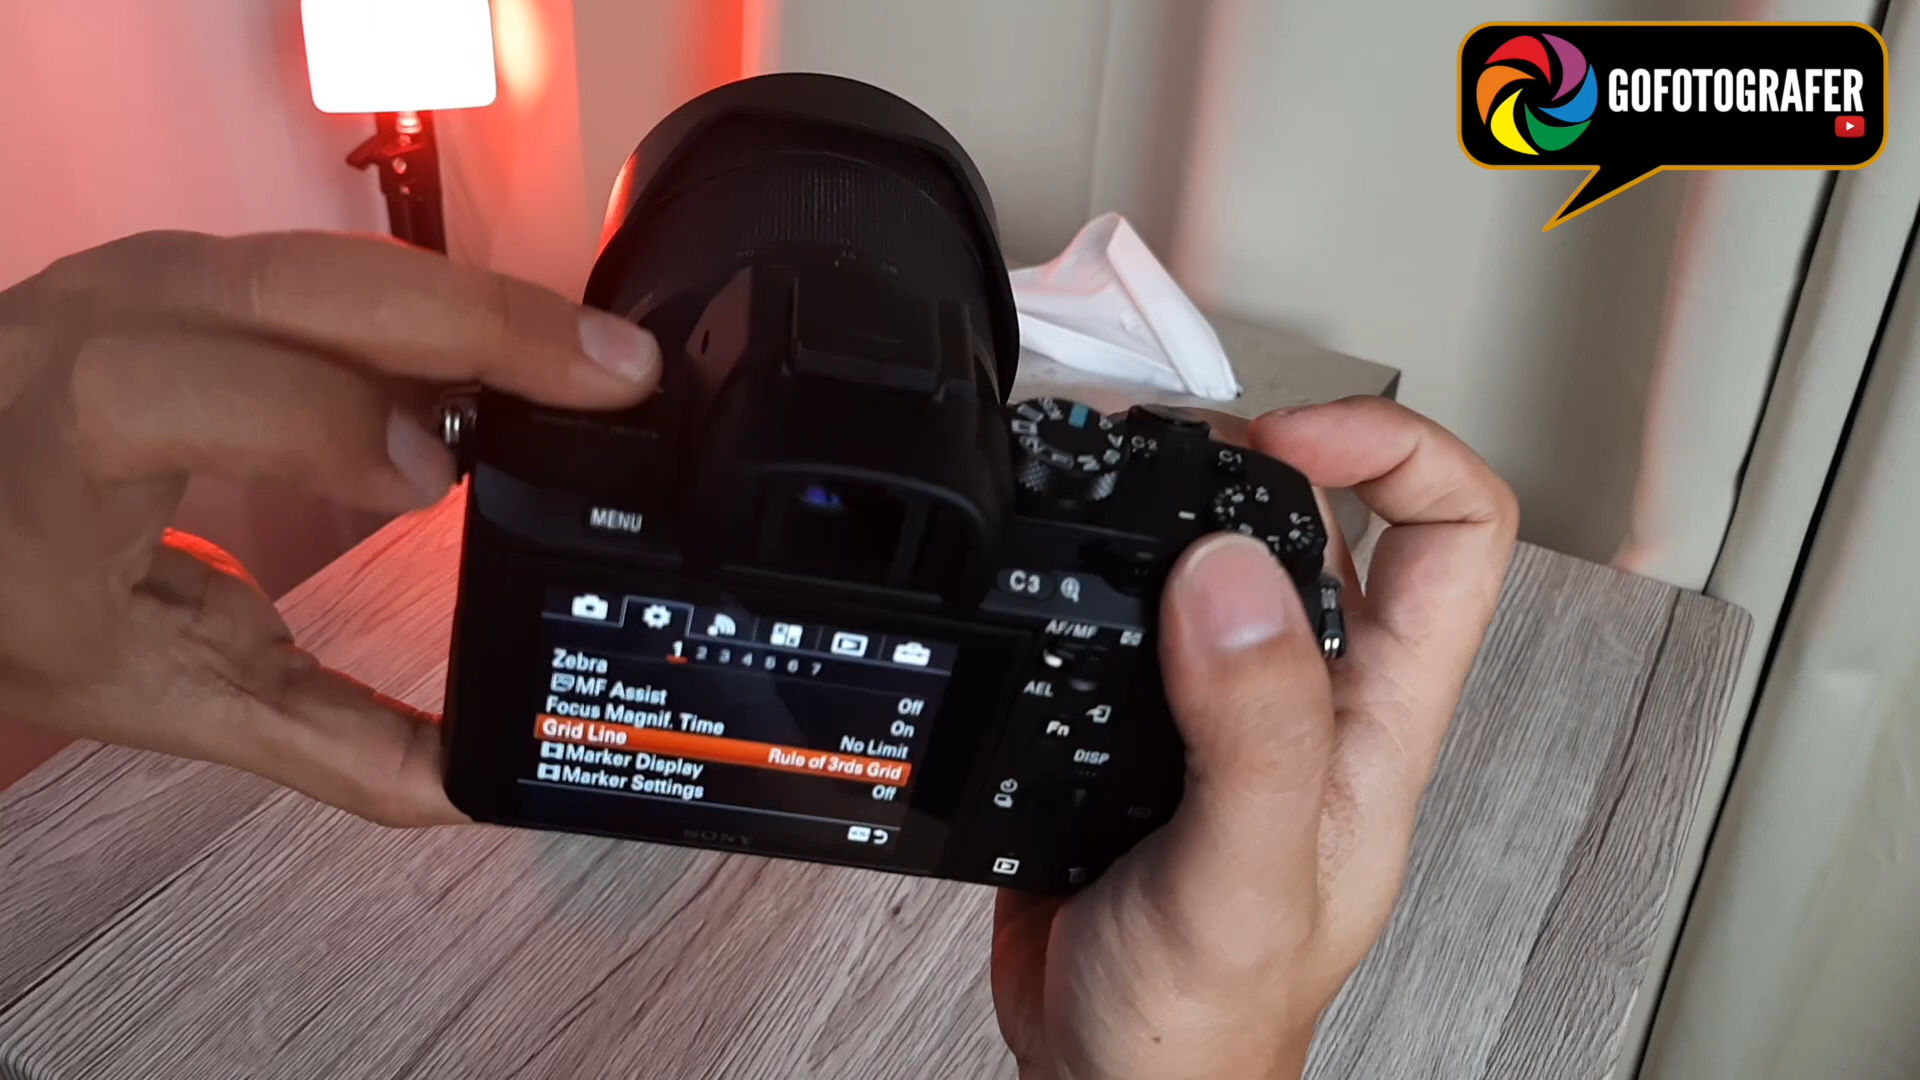 GOFOTOGRAFER
C2
C1
MENU
C3
AF/MF
AEL
Fn
DISP
1 2 3 4 5 6 7
Zebra Off
MF Assist On
Focus Magnif. Time No Limit
Grid Line Rule of 3rds Grid
Marker Display Off
Marker Settings
SONY